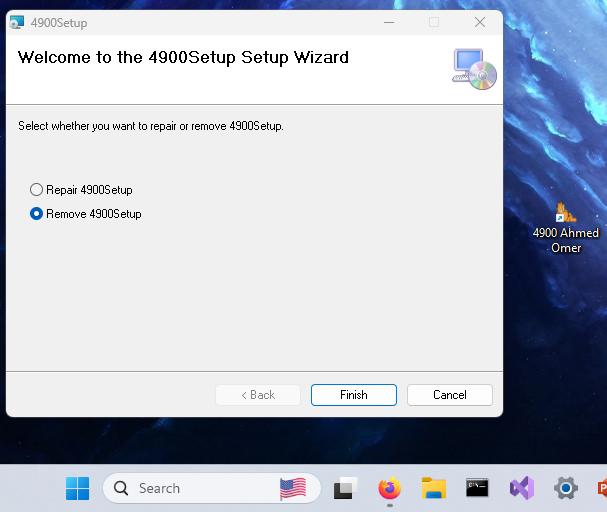 4900Setup
Welcome to the 4900Setup Setup Wizard
Select whether you want to repair or remove 4900Setup.
Repair 4900Setup
Remove 4900Setup
4900 Ahmed
Omer
< Back
Finish
Cancel
Search